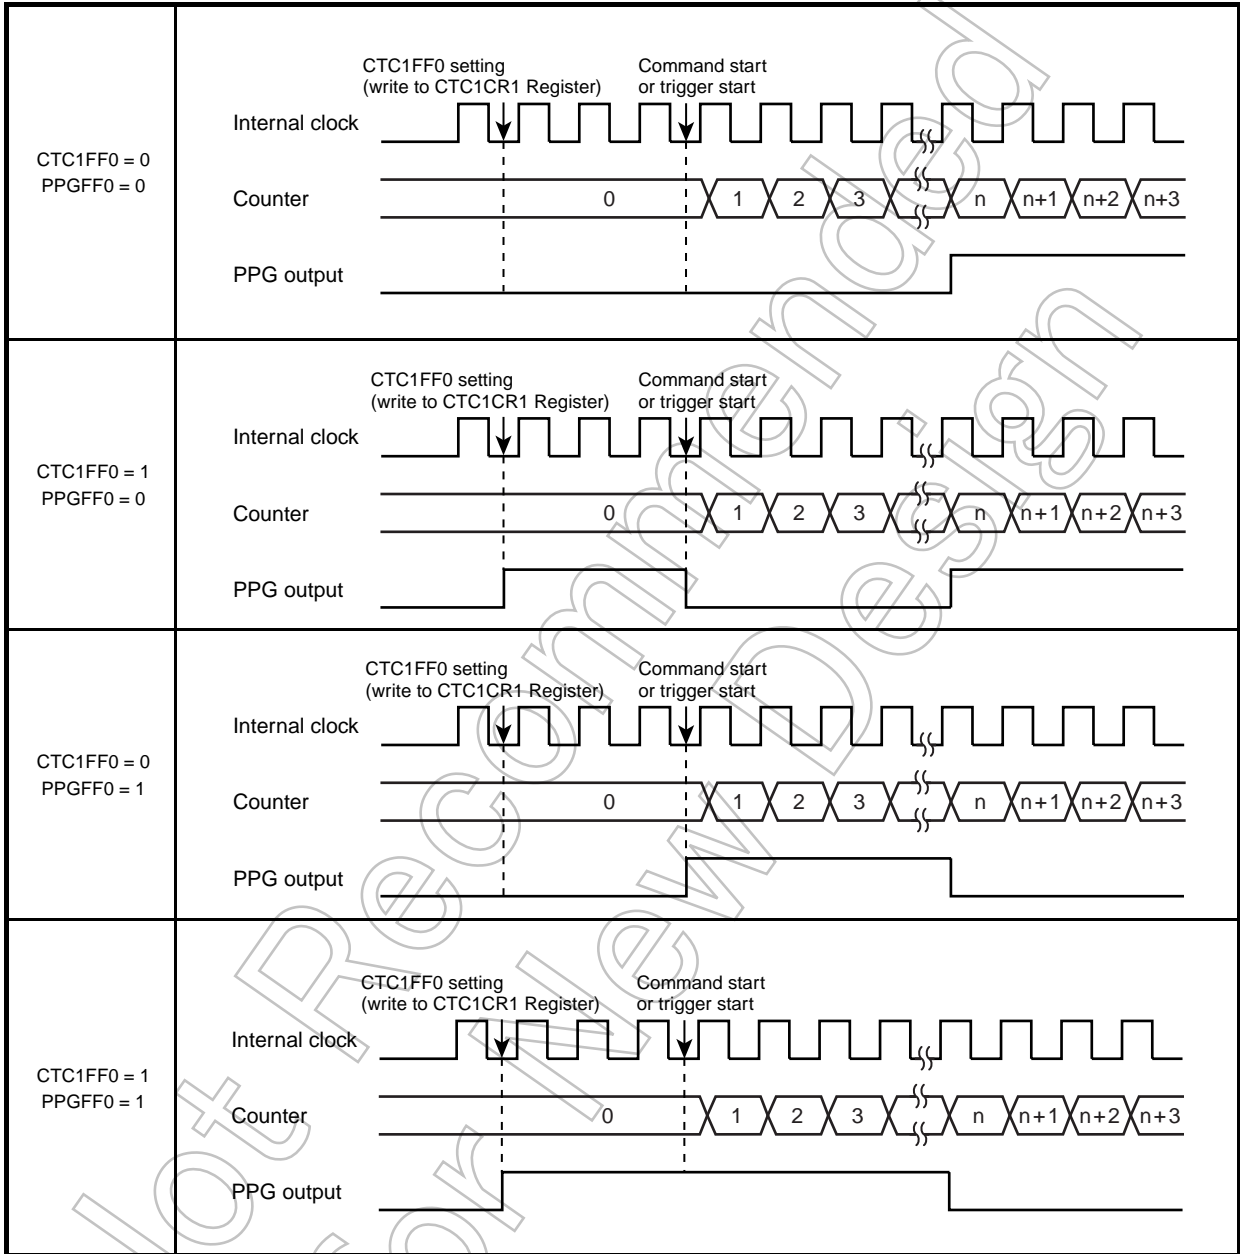 CTC1FF0 = 0
PPGFF0 = 0
CTC1FF0 setting
(write to CTC1CR1 Register)
Command start
or trigger start
Internal clock
Counter
0
1
2
3
n
n+1
n+2
n+3
PPG output
CTC1FF0 = 1
PPGFF0 = 0
CTC1FF0 setting
(write to CTC1CR1 Register)
Command start
or trigger start
Internal clock
Counter
0
1
2
3
n
n+1
n+2
n+3
PPG output
CTC1FF0 = 0
PPGFF0 = 1
CTC1FF0 setting
(write to CTC1CR1 Register)
Command start
or trigger start
Internal clock
Counter
0
1
2
3
n
n+1
n+2
n+3
PPG output
CTC1FF0 = 1
PPGFF0 = 1
CTC1FF0 setting
(write to CTC1CR1 Register)
Command start
or trigger start
Internal clock
Counter
0
1
2
3
n
n+1
n+2
n+3
PPG output
Not Recommended
for New Design